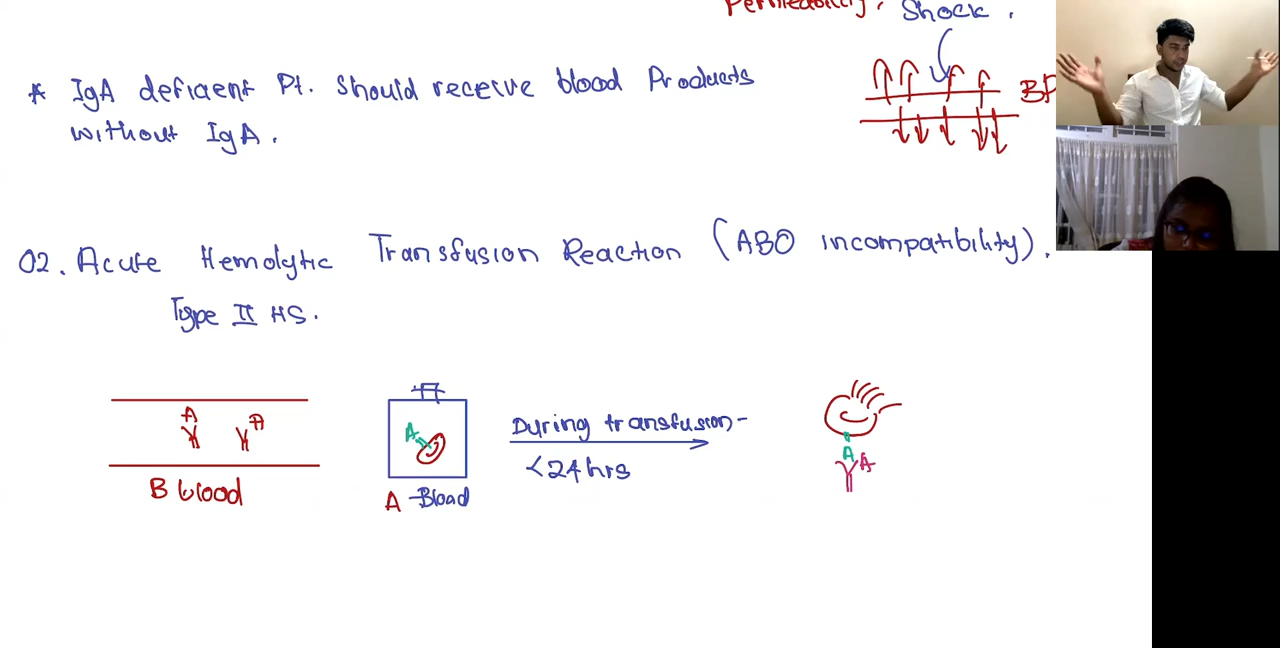 Permeability. Shock.
BP
* IgA deficient Pt. Should receive blood Products
without IgA.
02. Acute Hemolytic Transfusion Reaction (ABO incompatibility).
Type II HS.
A A
B blood
A
A-Blood
During transfusion-
<24 hrs
A
A